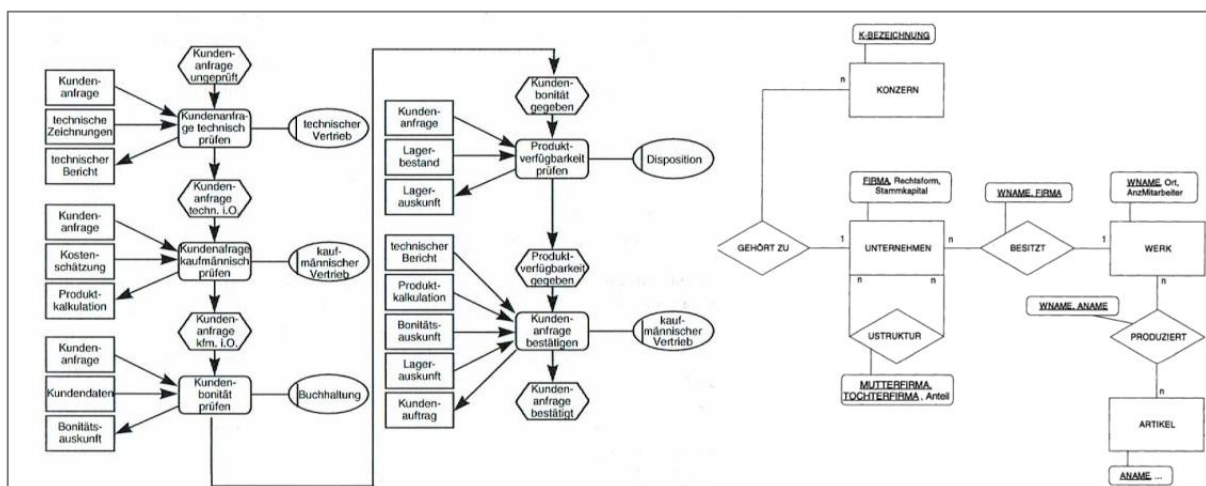 Kunden-
anfrage
ungeprüft
Kunden-
anfrage
technische
Zeichnungen
technischer
Bericht
Kundenanfra-
ge technisch
prüfen
technischer
Vertrieb
Kunden-
anfrage
techn. i.O.
Kunden-
anfrage
Kosten-
schätzung
Produkt-
kalkulation
Kundenafrage
kaufmännisch
prüfen
kauf-
männischer
Vertrieb
Kunden-
anfrage
kfm. i.O.
Kunden-
anfrage
Kundendaten
Bonitäts-
auskunft
Kunden-
bonität
prüfen
Buchhaltung
Kunden-
bonität
gegeben
Kunden-
anfrage
Lager-
bestand
Lager-
auskunft
Produkt-
verfügbarkeit
prüfen
Disposition
Produkt-
verfügbarkeit
gegeben
technischer
Bericht
Produkt-
kalkulation
Bonitäts-
auskunft
Lager-
auskunft
Kunden-
auftrag
Kunden-
anfrage
bestätigen
kauf-
männischer
Vertrieb
Kunden-
anfrage
bestätigt
K-BEZEICHNUNG
n
KONZERN
FIRMA, Rechtsform,
Stammkapital
WNAME, FIRMA
WNAME, Ort,
AnzMitarbeiter
GEHÖRT ZU
1
UNTERNEHMEN
n
BESITZT
1
WERK
n
n
n
WNAME, ANAME
USTRUKTUR
PRODUZIERT
MUTTERFIRMA,
TOCHTERFIRMA , Anteil
n
ARTIKEL
ANAME, ...